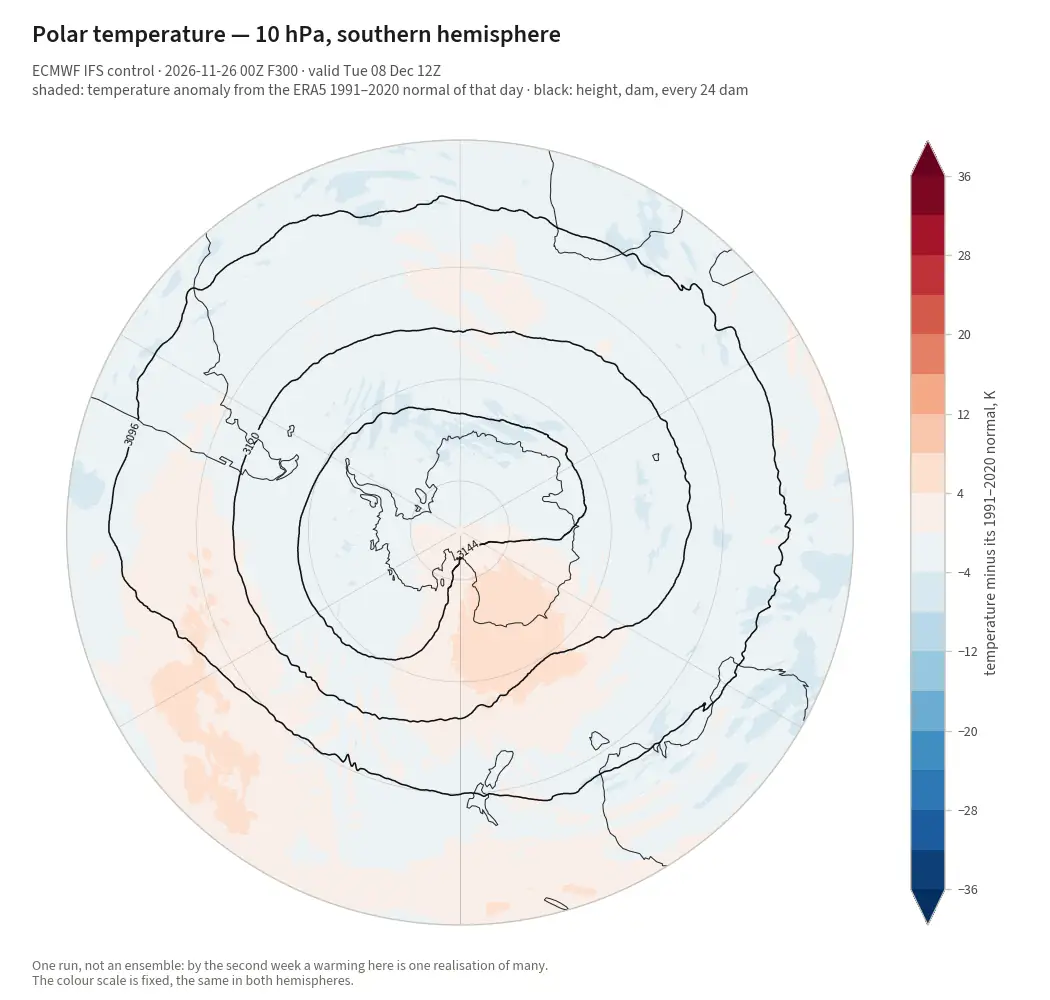 Polar temperature — 10 hPa, southern hemisphere
ECMWF IFS control · 2026-11-26 00Z F300 · valid Tue 08 Dec 12Z
shaded: temperature anomaly from the ERA5 1991–2020 normal of that day · black: height, dam, every 24 dam
3096
3120
3144
36
28
20
12
4
−4
−12
−20
−28
−36
temperature minus its 1991–2020 normal, K
One run, not an ensemble: by the second week a warming here is one realisation of many.
The colour scale is fixed, the same in both hemispheres.